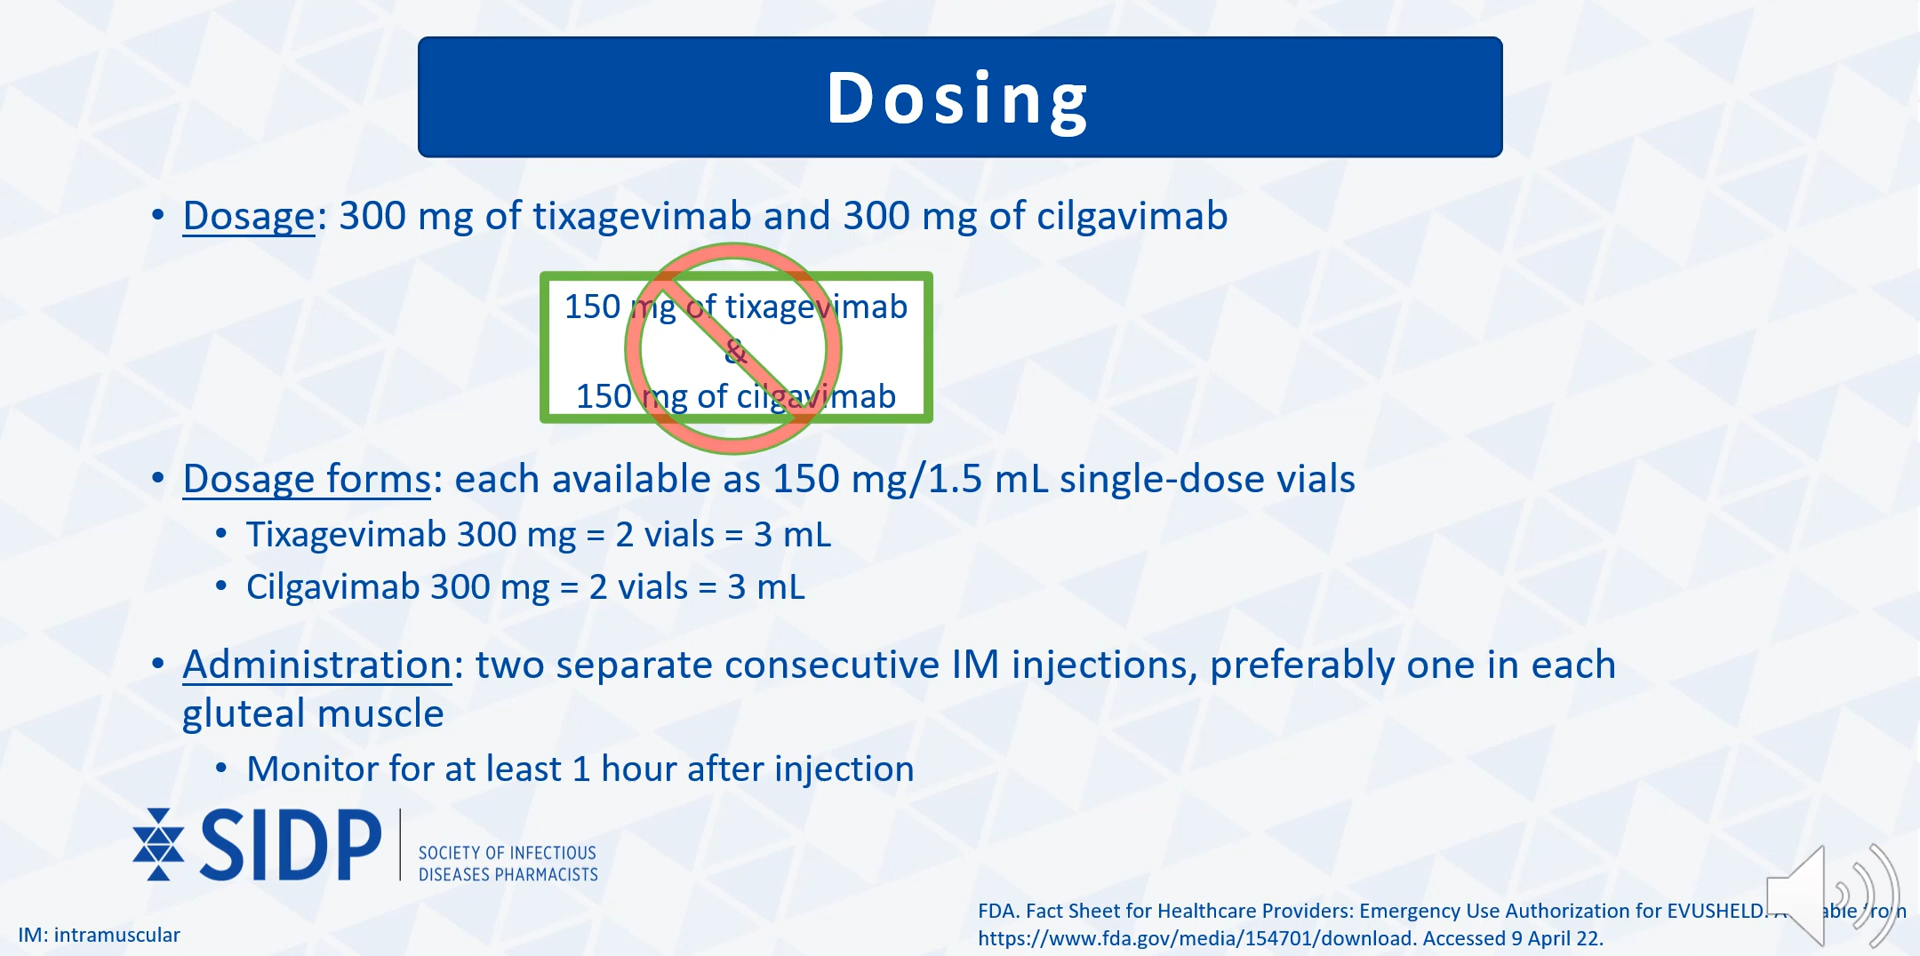 Dosing
• Dosage: 300 mg of tixagevimab and 300 mg of cilgavimab
150 mg of tixagevimab
&
150 mg of cilgavimab
• Dosage forms: each available as 150 mg/1.5 mL single-dose vials
• Tixagevimab 300 mg = 2 vials = 3 mL
• Cilgavimab 300 mg = 2 vials = 3 mL
• Administration: two separate consecutive IM injections, preferably one in each
gluteal muscle
• Monitor for at least 1 hour after injection
SIDP
SOCIETY OF INFECTIOUS
DISEASES PHARMACISTS
IM: intramuscular
FDA. Fact Sheet for Healthcare Providers: Emergency Use Authorization for EVUSHELD. from
https://www.fda.gov/media/154701/download. Accessed 9 April 22.